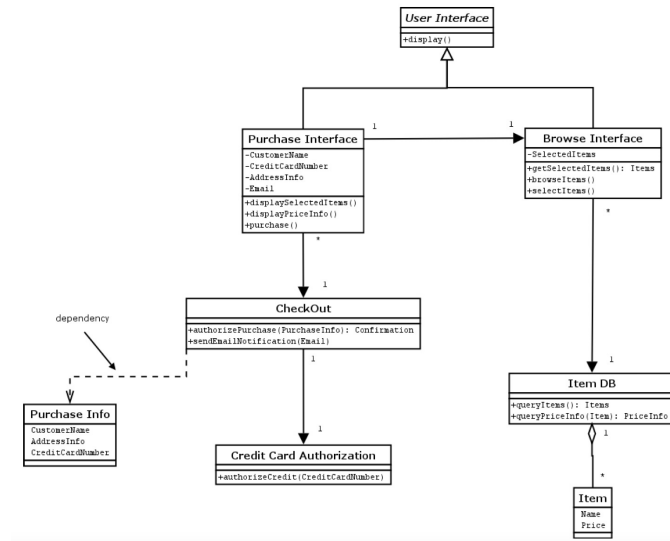 User Interface
+display()
1
1
Purchase Interface
-CustomerName
-CreditCardNumber
-AddressInfo
-Email
+displaySelectedItems()
+displayPriceInfo()
+purchase()
Browse Interface
-SelectedItems
+getSelectedItems(): Items
+browseItems()
+selectItems()
*
*
1
CheckOut
+authorizePurchase(PurchaseInfo): Confirmation
+sendEmailNotification(Email)
dependency
1
1
Item DB
+queryItems(): Items
+queryPriceInfo(Item): PriceInfo
Purchase Info
CustomerName
AddressInfo
CreditCardNumber
1
1
Credit Card Authorization
+authorizeCredit(CreditCardNumber)
*
Item
Name
Price